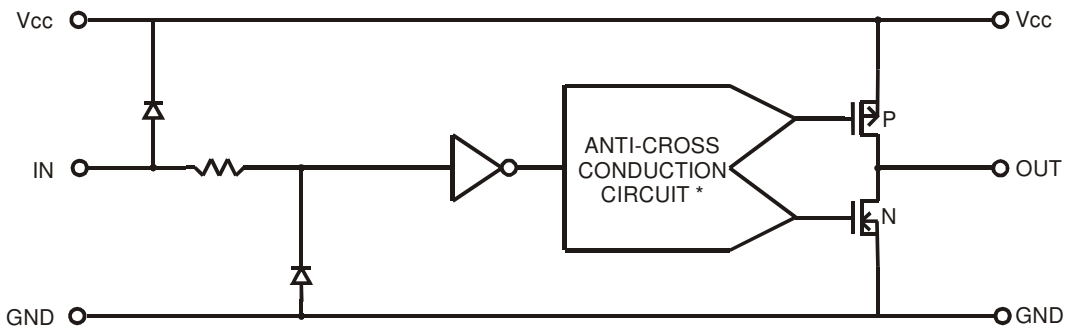 Vcc
Vcc
P
ANTI-CROSS
CONDUCTION
CIRCUIT *
IN
OUT
N
GND
GND